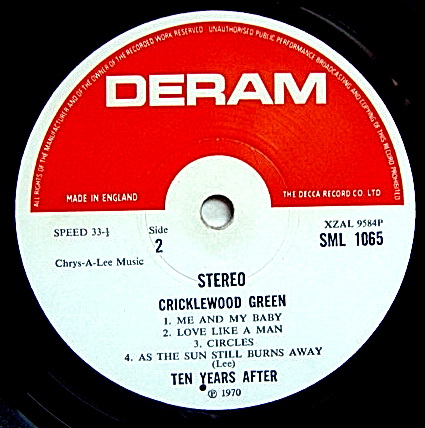 ALL RIGHTS OF THE MANUFACTURER AND OF THE OWNER OF THE RECORDED WORK RESERVED UNAUTHORISED PUBLIC PERFORMANCE BROADCASTING AND COPYING OF THIS RECORD PROHIBITED
DERAM
MADE IN ENGLAND
THE DECCA RECORD CO. LTD
SPEED 33-⅓
Side
2
XZAL 9584P
SML 1065
Chrys-A-Lee Music
STEREO
CRICKLEWOOD GREEN
1. ME AND MY BABY
2. LOVE LIKE A MAN
3. CIRCLES
4. AS THE SUN STILL BURNS AWAY
(Lee)
TEN YEARS AFTER
℗ 1970